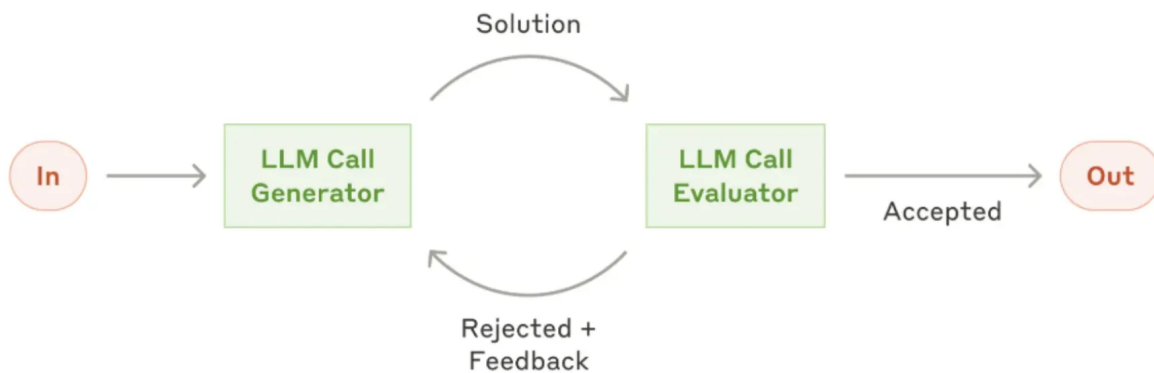 Solution
In
LLM Call
Generator
LLM Call
Evaluator
Accepted
Out
Rejected +
Feedback